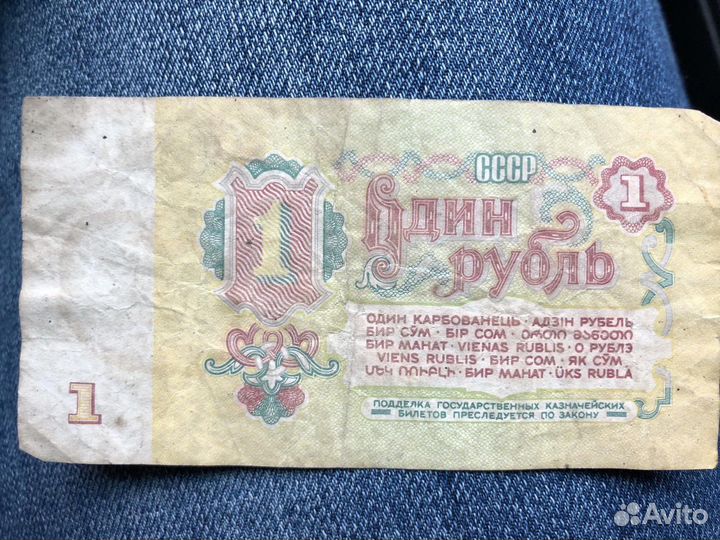 СССР
1
1
Один
рубль
ОДИН КАРБОВАНЕЦЬ · АДЗІН РУБЕЛЬ
БИР СЎМ · БІР СОМ · ᲔᲠᲗᲘ ᲛᲐᲜᲔᲗᲘ
БИР МАНАТ · VIENAS RUBLIS · О РУБЛЭ
VIENS RUBLIS · БИР СОМ · ЯК СЎМ
ՄԵԿ ՌՈՒԲԼԻ · БИР МАНАТ · ÜKS RUBLA
1
ПОДДЕЛКА ГОСУДАРСТВЕННЫХ КАЗНАЧЕЙСКИХ
БИЛЕТОВ ПРЕСЛЕДУЕТСЯ ПО ЗАКОНУ
Avito